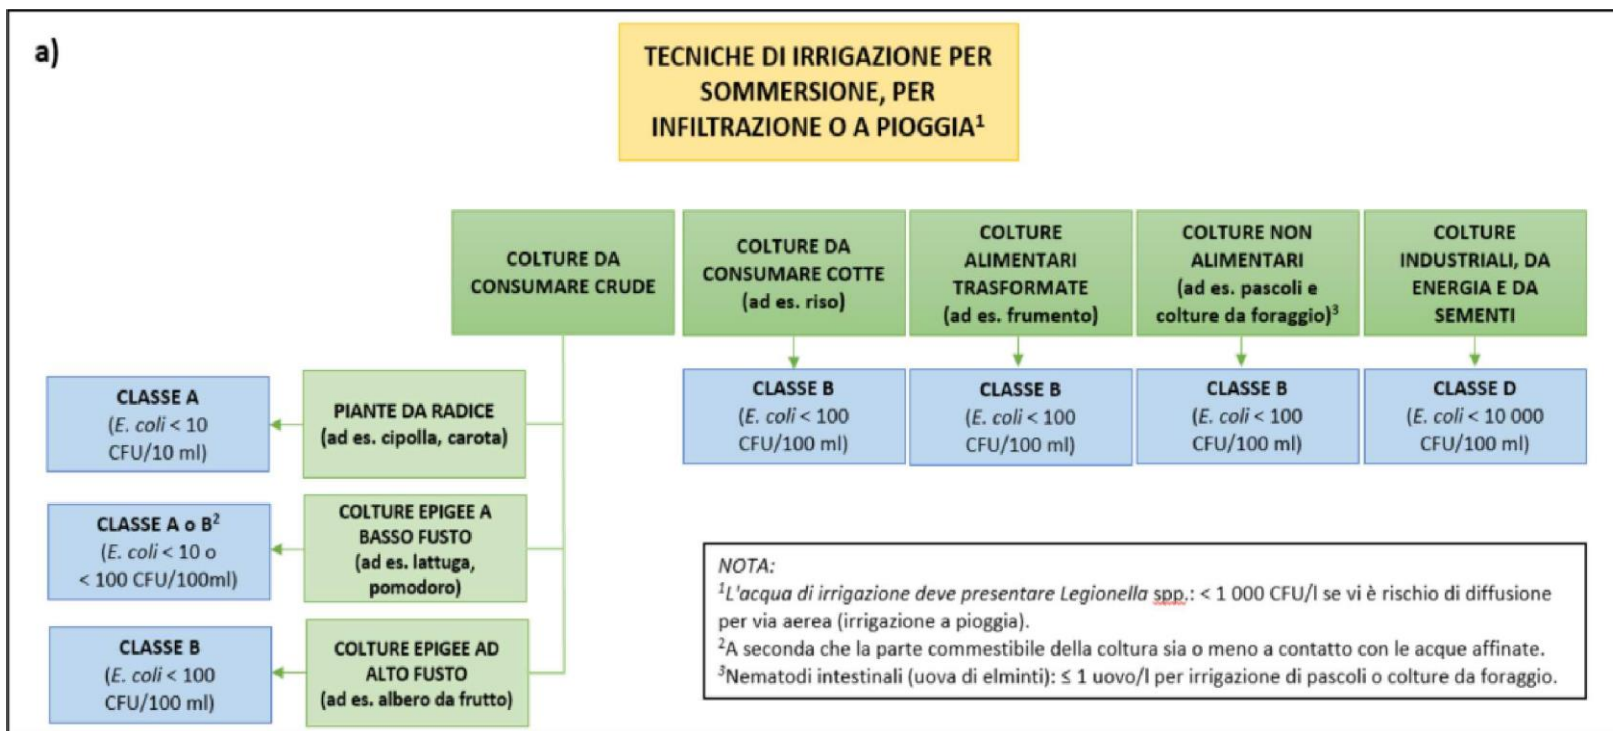 a)
TECNICHE DI IRRIGAZIONE PER
SOMMERSIONE, PER
INFILTRAZIONE O A PIOGGIA¹
COLTURE DA
CONSUMARE CRUDE
COLTURE DA
CONSUMARE COTTE
(ad es. riso)
COLTURE
ALIMENTARI
TRASFORMATE
(ad es. frumento)
COLTURE NON
ALIMENTARI
(ad es. pascoli e
colture da foraggio)³
COLTURE
INDUSTRIALI, DA
ENERGIA E DA
SEMENTI
CLASSE B
(E. coli < 100
CFU/100 ml)
CLASSE B
(E. coli < 100
CFU/100 ml)
CLASSE B
(E. coli < 100
CFU/100 ml)
CLASSE D
(E. coli < 10 000
CFU/100 ml)
CLASSE A
(E. coli < 10
CFU/10 ml)
PIANTE DA RADICE
(ad es. cipolla, carota)
CLASSE A o B²
(E. coli < 10 o
< 100 CFU/100ml)
COLTURE EPIGEE A
BASSO FUSTO
(ad es. lattuga,
pomodoro)
CLASSE B
(E. coli < 100
CFU/100 ml)
COLTURE EPIGEE AD
ALTO FUSTO
(ad es. albero da frutto)
NOTA:
¹L'acqua di irrigazione deve presentare Legionella spp.: < 1 000 CFU/l se vi è rischio di diffusione
per via aerea (irrigazione a pioggia).
²A seconda che la parte commestibile della coltura sia o meno a contatto con le acque affinate.
³Nematodi intestinali (uova di elminti): ≤ 1 uovo/l per irrigazione di pascoli o colture da foraggio.